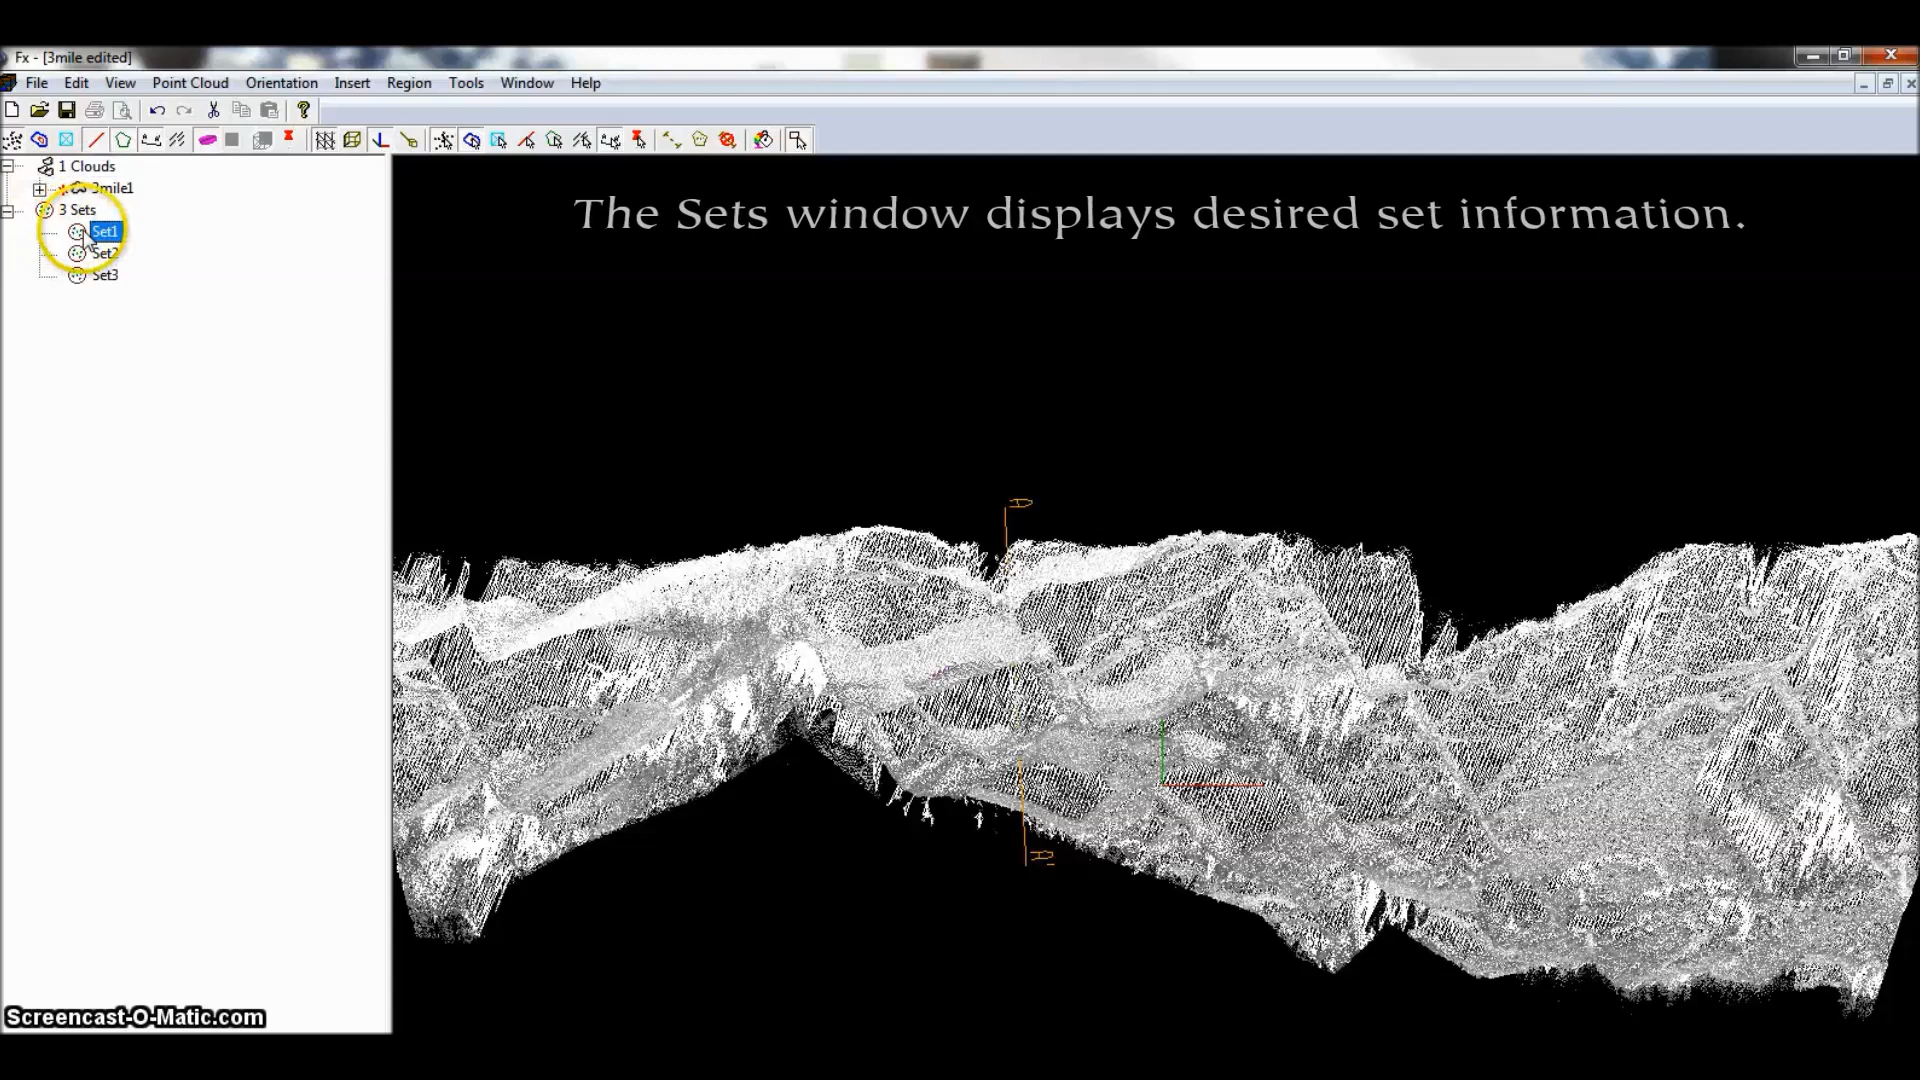 Fx - [3mile edited]
File Edit View Point Cloud Orientation Insert Region Tools Window Help
1 Clouds
3mile1
3 Sets
Set1
Set2
Set3
The Sets window displays desired set information.
Screencast-O-Matic.com